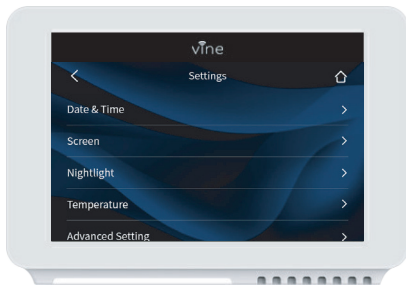 vine
Settings
Date & Time
Screen
Nightlight
Temperature
Advanced Setting